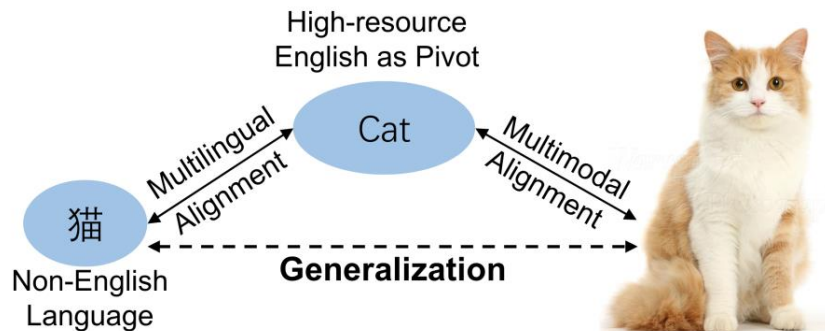 High-resource
English as Pivot
Cat
Multilingual
Alignment
Multimodal
Alignment
猫
Generalization
Non-English
Language